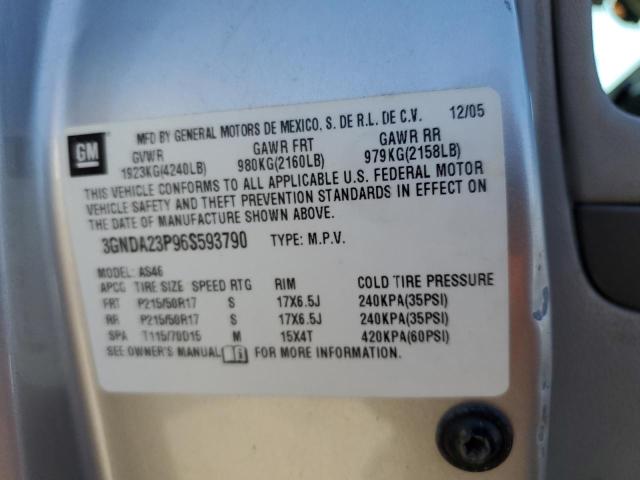 GM
MFD BY GENERAL MOTORS DE MEXICO, S. DE R.L. DE C.V. 12/05
GVWR GAWR FRT GAWR RR
1923KG(4240LB) 980KG(2160LB) 979KG(2158LB)
THIS VEHICLE CONFORMS TO ALL APPLICABLE U.S. FEDERAL MOTOR
VEHICLE SAFETY AND THEFT PREVENTION STANDARDS IN EFFECT ON
THE DATE OF MANUFACTURE SHOWN ABOVE.
3GNDA23P96S593790 TYPE: M.P.V.
MODEL: AS46
APCG TIRE SIZE SPEED RTG RIM COLD TIRE PRESSURE
FRT P215/50R17 S 17X6.5J 240KPA(35PSI)
RR P215/50R17 S 17X6.5J 240KPA(35PSI)
SPA T115/70D15 M 15X4T 420KPA(60PSI)
SEE OWNER'S MANUAL FOR MORE INFORMATION.